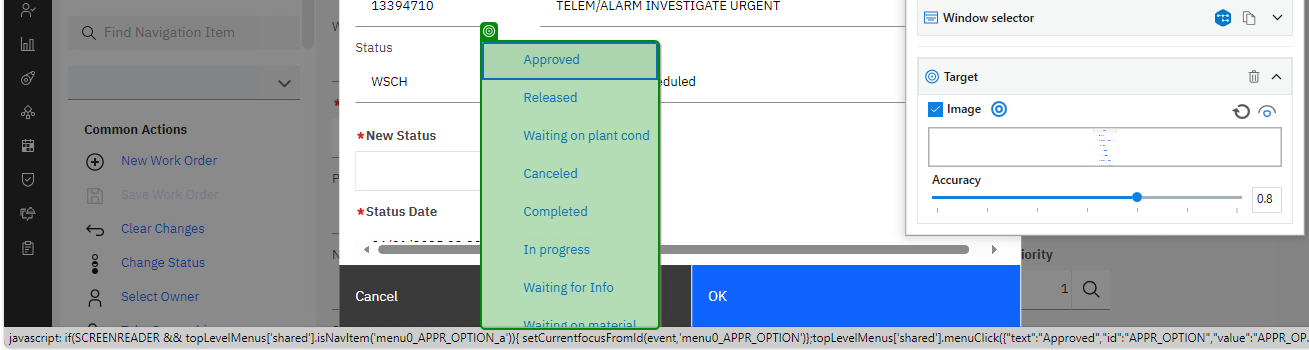 Find Navigation Item
Common Actions
New Work Order
Save Work Order
Clear Changes
Change Status
Select Owner
13394710
TELEM/ALARM INVESTIGATE URGENT
Status
WSCH
eduled
New Status
Status Date
Approved
Released
Waiting on plant cond
Canceled
Completed
In progress
Waiting for Info
Waiting on material
Cancel
OK
iority
1
Window selector
Target
Image
Accuracy
0.8
javascript: if(SCREENREADER && topLevelMenus['shared'].isNavItem('menu0_APPR_OPTION_a')){ setCurrentfocusFromId(event,'menu0_APPR_OPTION')};topLevelMenus['shared'].menuClick({"text":"Approved","id":"APPR_OPTION","value":"APPR_OP